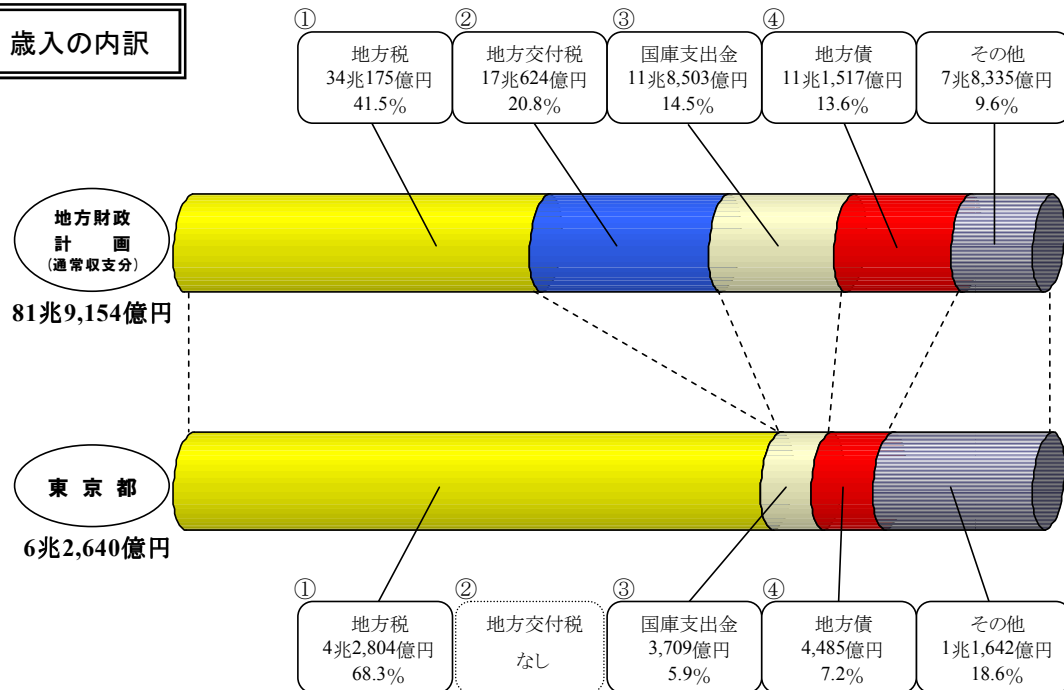 歳入の内訳
①
地方税
34兆175億円
41.5%
②
地方交付税
17兆624億円
20.8%
③
国庫支出金
11兆8,503億円
14.5%
④
地方債
11兆1,517億円
13.6%
その他
7兆8,335億円
9.6%
地方財政
計 画
(通常収支分)
81兆9,154億円
東 京 都
6兆2,640億円
①
地方税
4兆2,804億円
68.3%
②
地方交付税
なし
③
国庫支出金
3,709億円
5.9%
④
地方債
4,485億円
7.2%
その他
1兆1,642億円
18.6%